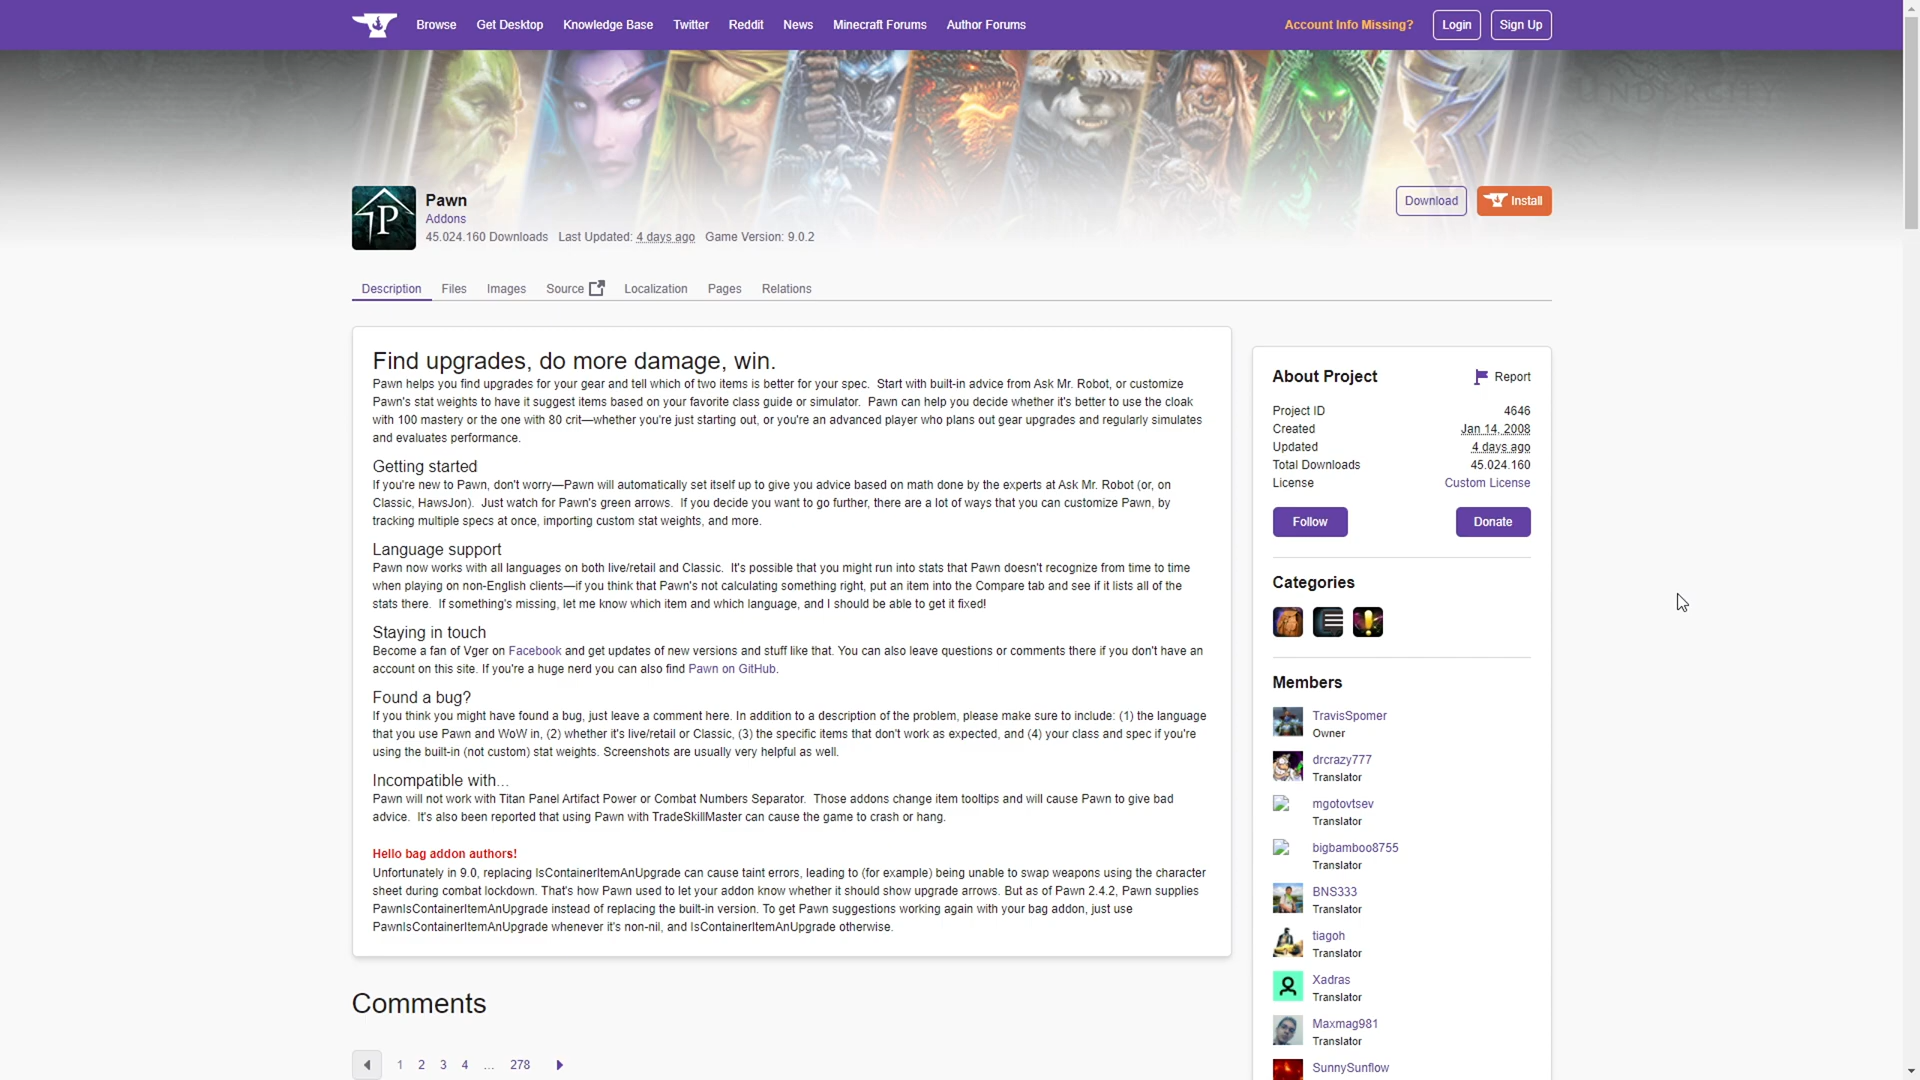 Browse Get Desktop Knowledge Base Twitter Reddit News Minecraft Forums Author Forums Account Info Missing? Login Sign Up
Pawn
Addons
45.024.160 Downloads Last Updated: 4 days ago Game Version: 9.0.2
Download Install
Description Files Images Source Localization Pages Relations
Find upgrades, do more damage, win.
Pawn helps you find upgrades for your gear and tell which of two items is better for your spec. Start with built-in advice from Ask Mr. Robot, or customize
Pawn's stat weights to have it suggest items based on your favorite class guide or simulator. Pawn can help you decide whether it's better to use the cloak
with 100 mastery or the one with 80 crit—whether you're just starting out, or you're an advanced player who plans out gear upgrades and regularly simulates
and evaluates performance.
Getting started
If you're new to Pawn, don't worry—Pawn will automatically set itself up to give you advice based on math done by the experts at Ask Mr. Robot (or, on
Classic, HawsJon). Just watch for Pawn's green arrows. If you decide you want to go further, there are a lot of ways that you can customize Pawn, by
tracking multiple specs at once, importing custom stat weights, and more.
Language support
Pawn now works with all languages on both live/retail and Classic. It's possible that you might run into stats that Pawn doesn't recognize from time to time
when playing on non-English clients—if you think that Pawn's not calculating something right, put an item into the Compare tab and see if it lists all of the
stats there. If something's missing, let me know which item and which language, and I should be able to get it fixed!
Staying in touch
Become a fan of Vger on Facebook and get updates of new versions and stuff like that. You can also leave questions or comments there if you don't have an
account on this site. If you're a huge nerd you can also find Pawn on GitHub.
Found a bug?
If you think you might have found a bug, just leave a comment here. In addition to a description of the problem, please make sure to include: (1) the language
that you use Pawn and WoW in, (2) whether it's live/retail or Classic, (3) the specific items that don't work as expected, and (4) your class and spec if you're
using the built-in (not custom) stat weights. Screenshots are usually very helpful as well.
Incompatible with...
Pawn will not work with Titan Panel Artifact Power or Combat Numbers Separator. Those addons change item tooltips and will cause Pawn to give bad
advice. It's also been reported that using Pawn with TradeSkillMaster can cause the game to crash or hang.
Hello bag addon authors!
Unfortunately in 9.0, replacing IsContainerItemAnUpgrade can cause taint errors, leading to (for example) being unable to swap weapons using the character
sheet during combat lockdown. That's how Pawn used to let your addon know whether it should show upgrade arrows. But as of Pawn 2.4.2, Pawn supplies
PawnIsContainerItemAnUpgrade instead of replacing the built-in version. To get Pawn suggestions working again with your bag addon, just use
PawnIsContainerItemAnUpgrade whenever it's non-nil, and IsContainerItemAnUpgrade otherwise.
Comments
1 2 3 4 ... 278
About Project Report
Project ID 4646
Created Jan 14, 2008
Updated 4 days ago
Total Downloads 45.024.160
License Custom License
Follow Donate
Categories
Members
TravisSpomer
Owner
drcrazy777
Translator
mgotovtsev
Translator
bigbamboo8755
Translator
BNS333
Translator
tiagoh
Translator
Xadras
Translator
Maxmag981
Translator
SunnySunflow